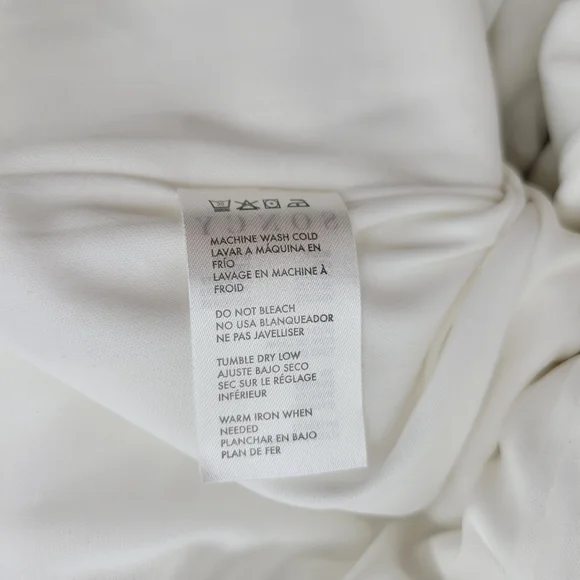 MACHINE WASH COLD
LAVAR A MÁQUINA EN
FRÍO
LAVAGE EN MACHINE À
FROID
DO NOT BLEACH
NO USA BLANQUEADOR
NE PAS JAVELLISER
TUMBLE DRY LOW
AJUSTE BAJO SECO
SEC SUR LE RÉGLAGE
INFÉRIEUR
WARM IRON WHEN
NEEDED
PLANCHAR EN BAJO
PLAN DE FER